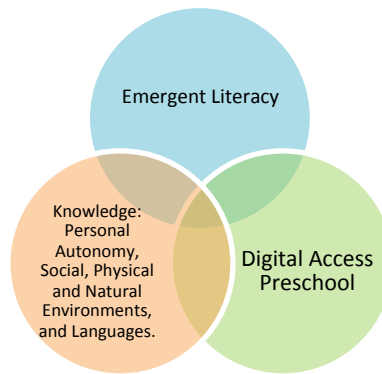 Emergent Literacy
Knowledge:
Personal
Autonomy,
Social, Physical
and Natural
Environments,
and Languages.
Digital Access
Preschool